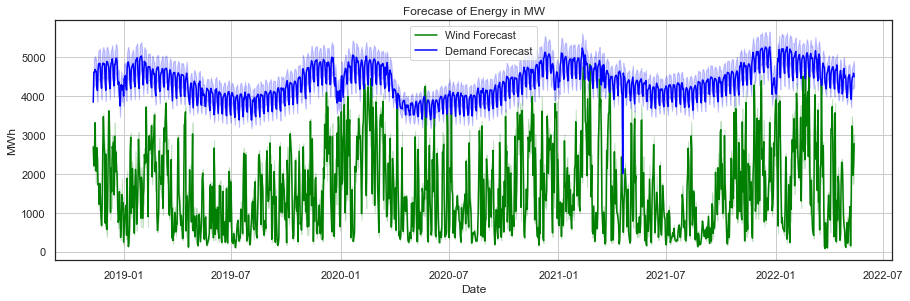 Forecase of Energy in MW
Wind Forecast
Demand Forecast
5000
4000
3000
2000
1000
0
MWh
2019-01 2019-07 2020-01 2020-07 2021-01 2021-07 2022-01 2022-07
Date